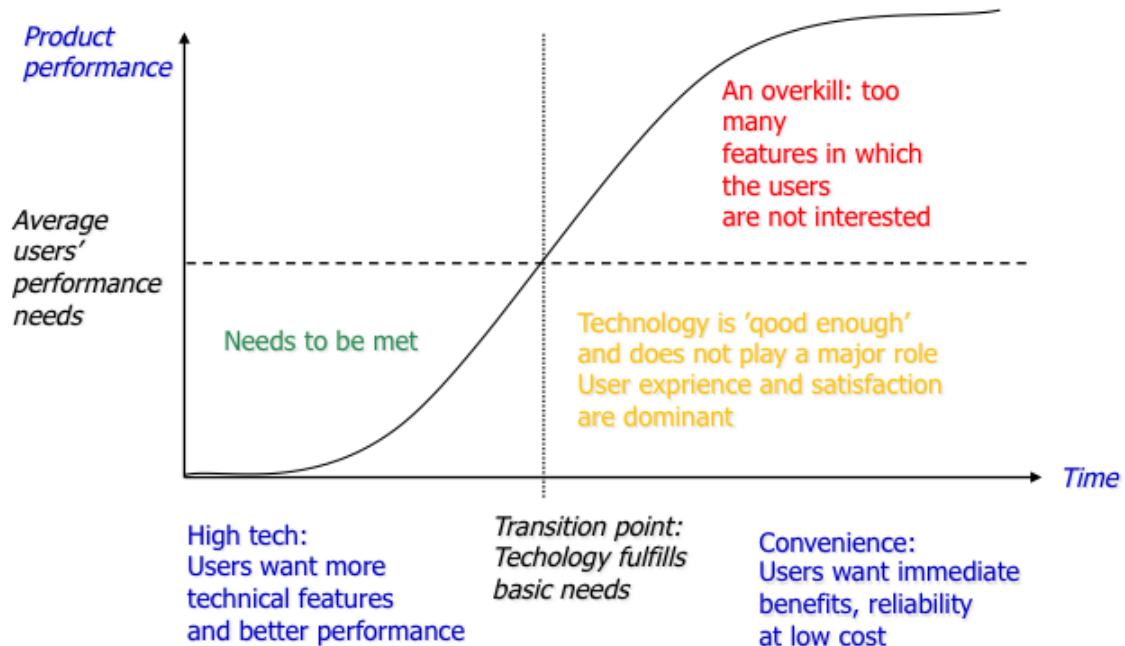 Product
performance
An overkill: too
many
features in which
the users
are not interested
Average
users'
performance
needs
Needs to be met
Technology is 'qood enough'
and does not play a major role
User exprience and satisfaction
are dominant
Time
High tech:
Users want more
technical features
and better performance
Transition point:
Techology fulfills
basic needs
Convenience:
Users want immediate
benefits, reliability
at low cost